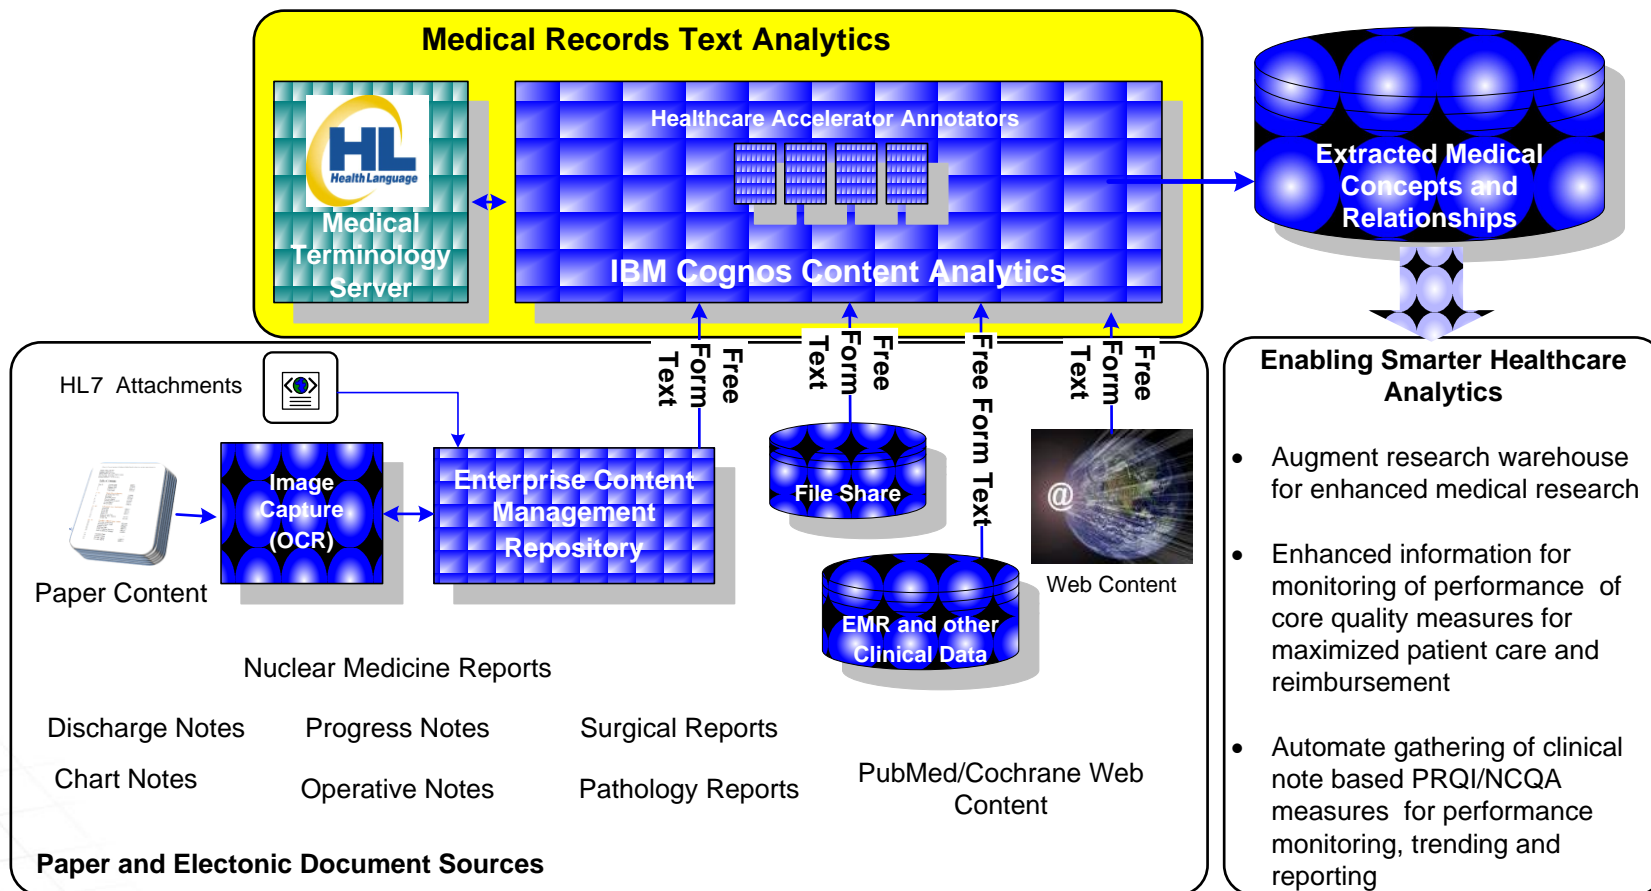 Medical Records Text Analytics
HL
Health Language
Medical
Terminology
Server
Healthcare Accelerator Annotators
IBM Cognos Content Analytics
Extracted Medical
Concepts and
Relationships
Free
Form
Text
Free
Form
Text
Free Form Text
Free
Form
Text
HL7 Attachments
Paper Content
Image
Capture
(OCR)
Enterprise Content
Management
Repository
File Share
EMR and other
Clinical Data
@
Web Content
Nuclear Medicine Reports
Discharge Notes
Progress Notes
Surgical Reports
Chart Notes
Operative Notes
Pathology Reports
PubMed/Cochrane Web
Content
Paper and Electonic Document Sources
Enabling Smarter Healthcare
Analytics
• Augment research warehouse
for enhanced medical research
• Enhanced information for
monitoring of performance of
core quality measures for
maximized patient care and
reimbursement
• Automate gathering of clinical
note based PRQI/NCQA
measures for performance
monitoring, trending and
reporting